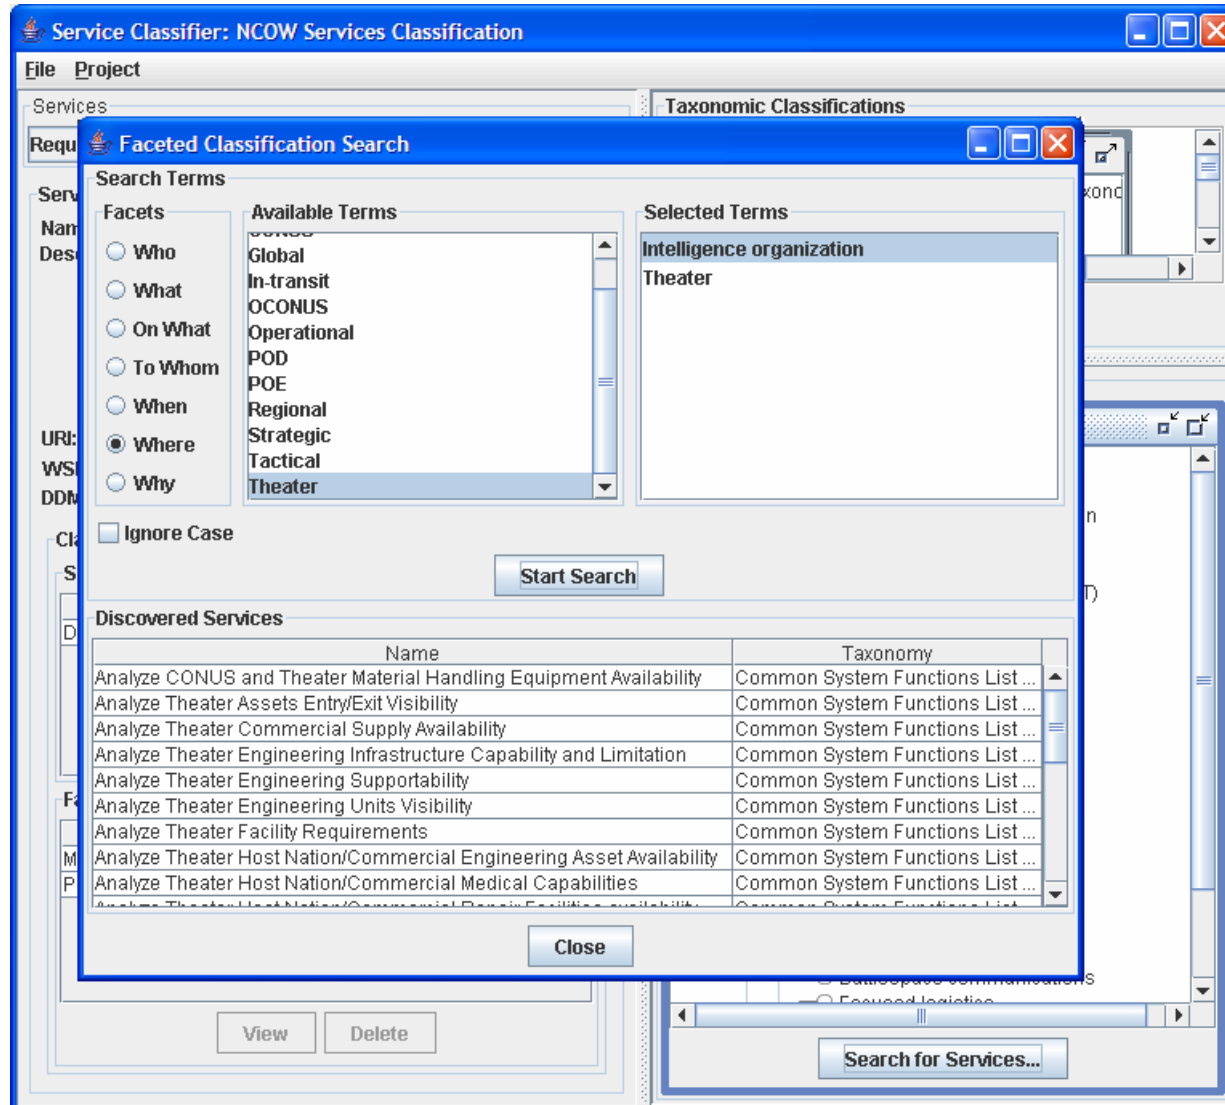 Service Classifier: NCOW Services Classification
File Project
Services
Taxonomic Classifications
Requ
Faceted Classification Search
Search Terms
Serv
Facets
Available Terms
Selected Terms
Nam
Des
Who
What
On What
To Whom
When
Where
Why
Global
In-transit
OCONUS
Operational
POD
POE
Regional
Strategic
Tactical
Theater
Intelligence organization
Theater
URI:
Ignore Case
Start Search
Discovered Services
Name Taxonomy
Analyze CONUS and Theater Material Handling Equipment Availability Common System Functions List ...
Analyze Theater Assets Entry/Exit Visibility Common System Functions List ...
Analyze Theater Commercial Supply Availability Common System Functions List ...
Analyze Theater Engineering Infrastructure Capability and Limitation Common System Functions List ...
Analyze Theater Engineering Supportability Common System Functions List ...
Analyze Theater Engineering Units Visibility Common System Functions List ...
Analyze Theater Facility Requirements Common System Functions List ...
Analyze Theater Host Nation/Commercial Engineering Asset Availability Common System Functions List ...
Analyze Theater Host Nation/Commercial Medical Capabilities Common System Functions List ...
Close
View
Delete
Search for Services...